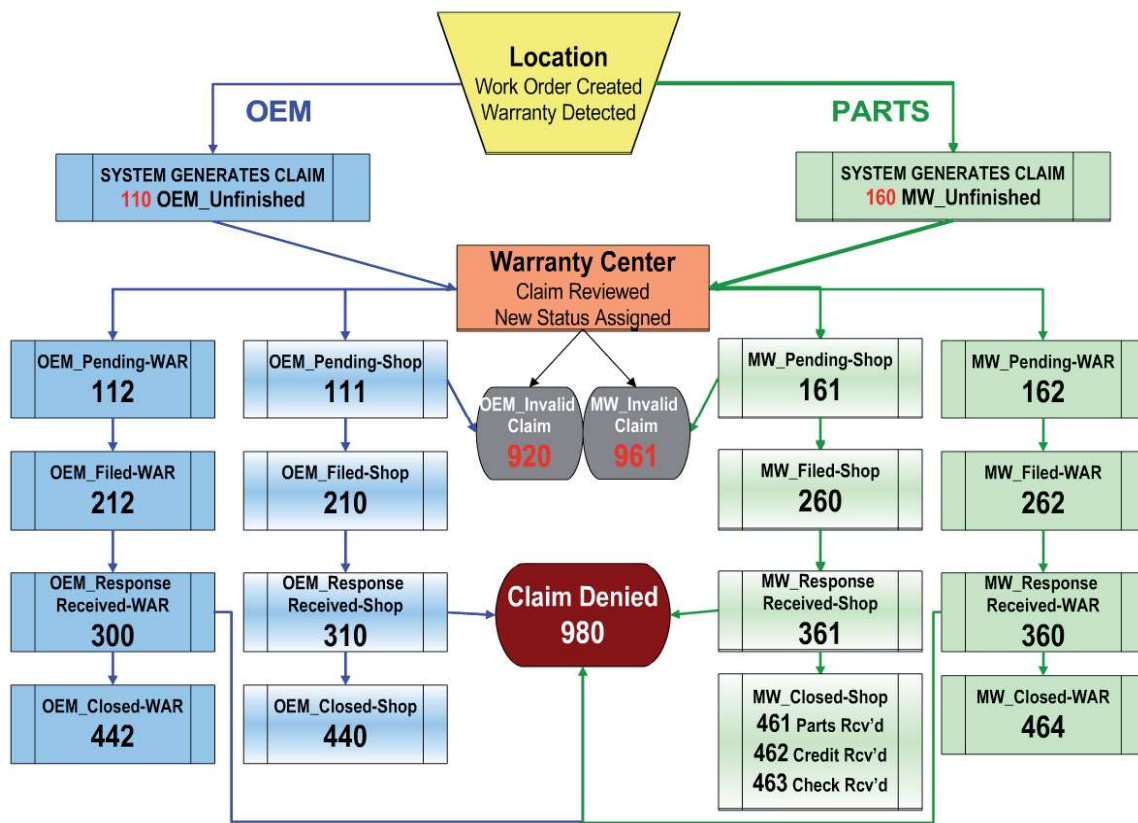 Location
Work Order Created
Warranty Detected
OEM
PARTS
SYSTEM GENERATES CLAIM
110 OEM_Unfinished
SYSTEM GENERATES CLAIM
160 MW_Unfinished
Warranty Center
Claim Reviewed
New Status Assigned
OEM_Pending-WAR
112
OEM_Pending-Shop
111
OEM_Invalid
Claim
920
MW_Invalid
Claim
961
MW_Pending-Shop
161
MW_Pending-WAR
162
OEM_Filed-WAR
212
OEM_Filed-Shop
210
MW_Filed-Shop
260
MW_Filed-WAR
262
OEM_Response
Received-WAR
300
OEM_Response
Received-Shop
310
Claim Denied
980
MW_Response
Received-Shop
361
MW_Response
Received-WAR
360
OEM_Closed-WAR
442
OEM_Closed-Shop
440
MW_Closed-Shop
461 Parts Rcv'd
462 Credit Rcv'd
463 Check Rcv'd
MW_Closed-WAR
464